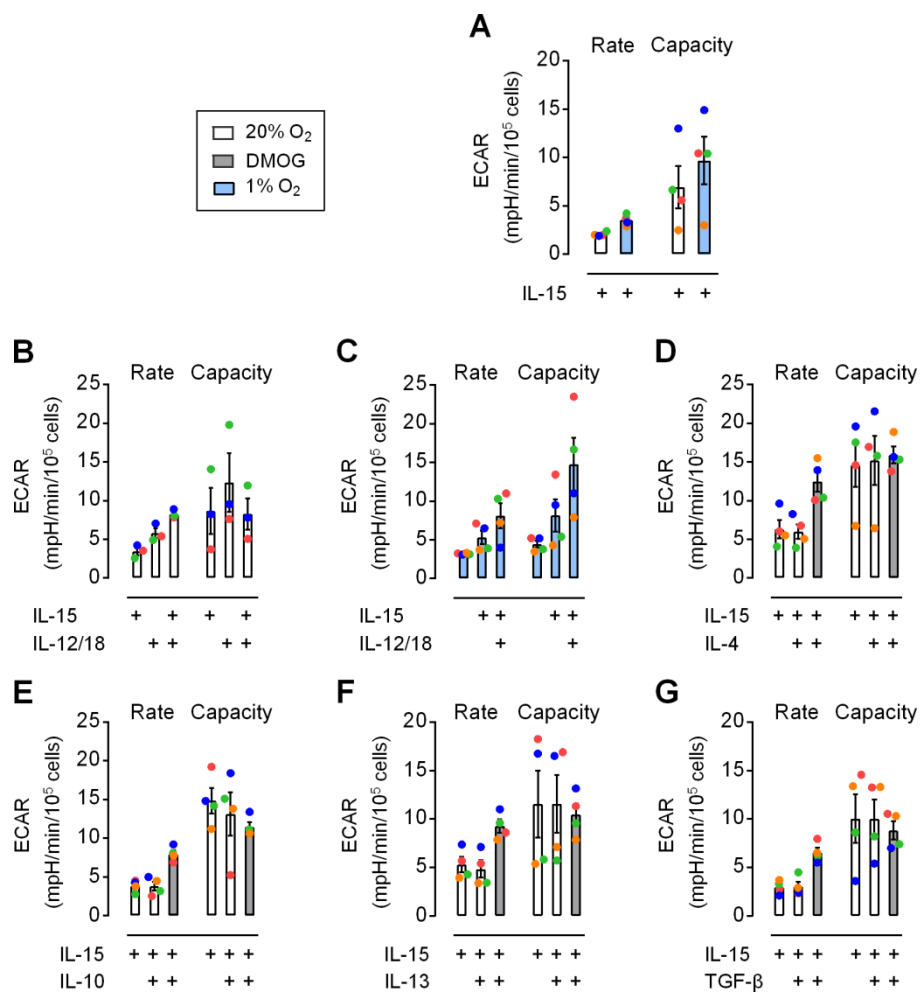 A
Rate Capacity
20
15
10
5
0
ECAR
(mpH/min/10⁵ cells)
IL-15 + + + +
20% O₂
DMOG
1% O₂
B
Rate Capacity
25
20
15
10
5
0
ECAR
(mpH/min/10⁵ cells)
IL-15 + + + +
IL-12/18 + + + +
C
Rate Capacity
25
20
15
10
5
0
ECAR
(mpH/min/10⁵ cells)
IL-15 + + + +
IL-12/18 + +
D
Rate Capacity
25
20
15
10
5
0
ECAR
(mpH/min/10⁵ cells)
IL-15 + + + + + +
IL-4 + + + +
E
Rate Capacity
25
20
15
10
5
0
ECAR
(mpH/min/10⁵ cells)
IL-15 + + + + + +
IL-10 + + + +
F
Rate Capacity
20
15
10
5
0
ECAR
(mpH/min/10⁵ cells)
IL-15 + + + + + +
IL-13 + + + +
G
Rate Capacity
20
15
10
5
0
ECAR
(mpH/min/10⁵ cells)
IL-15 + + + + + +
TGF-β + + + +